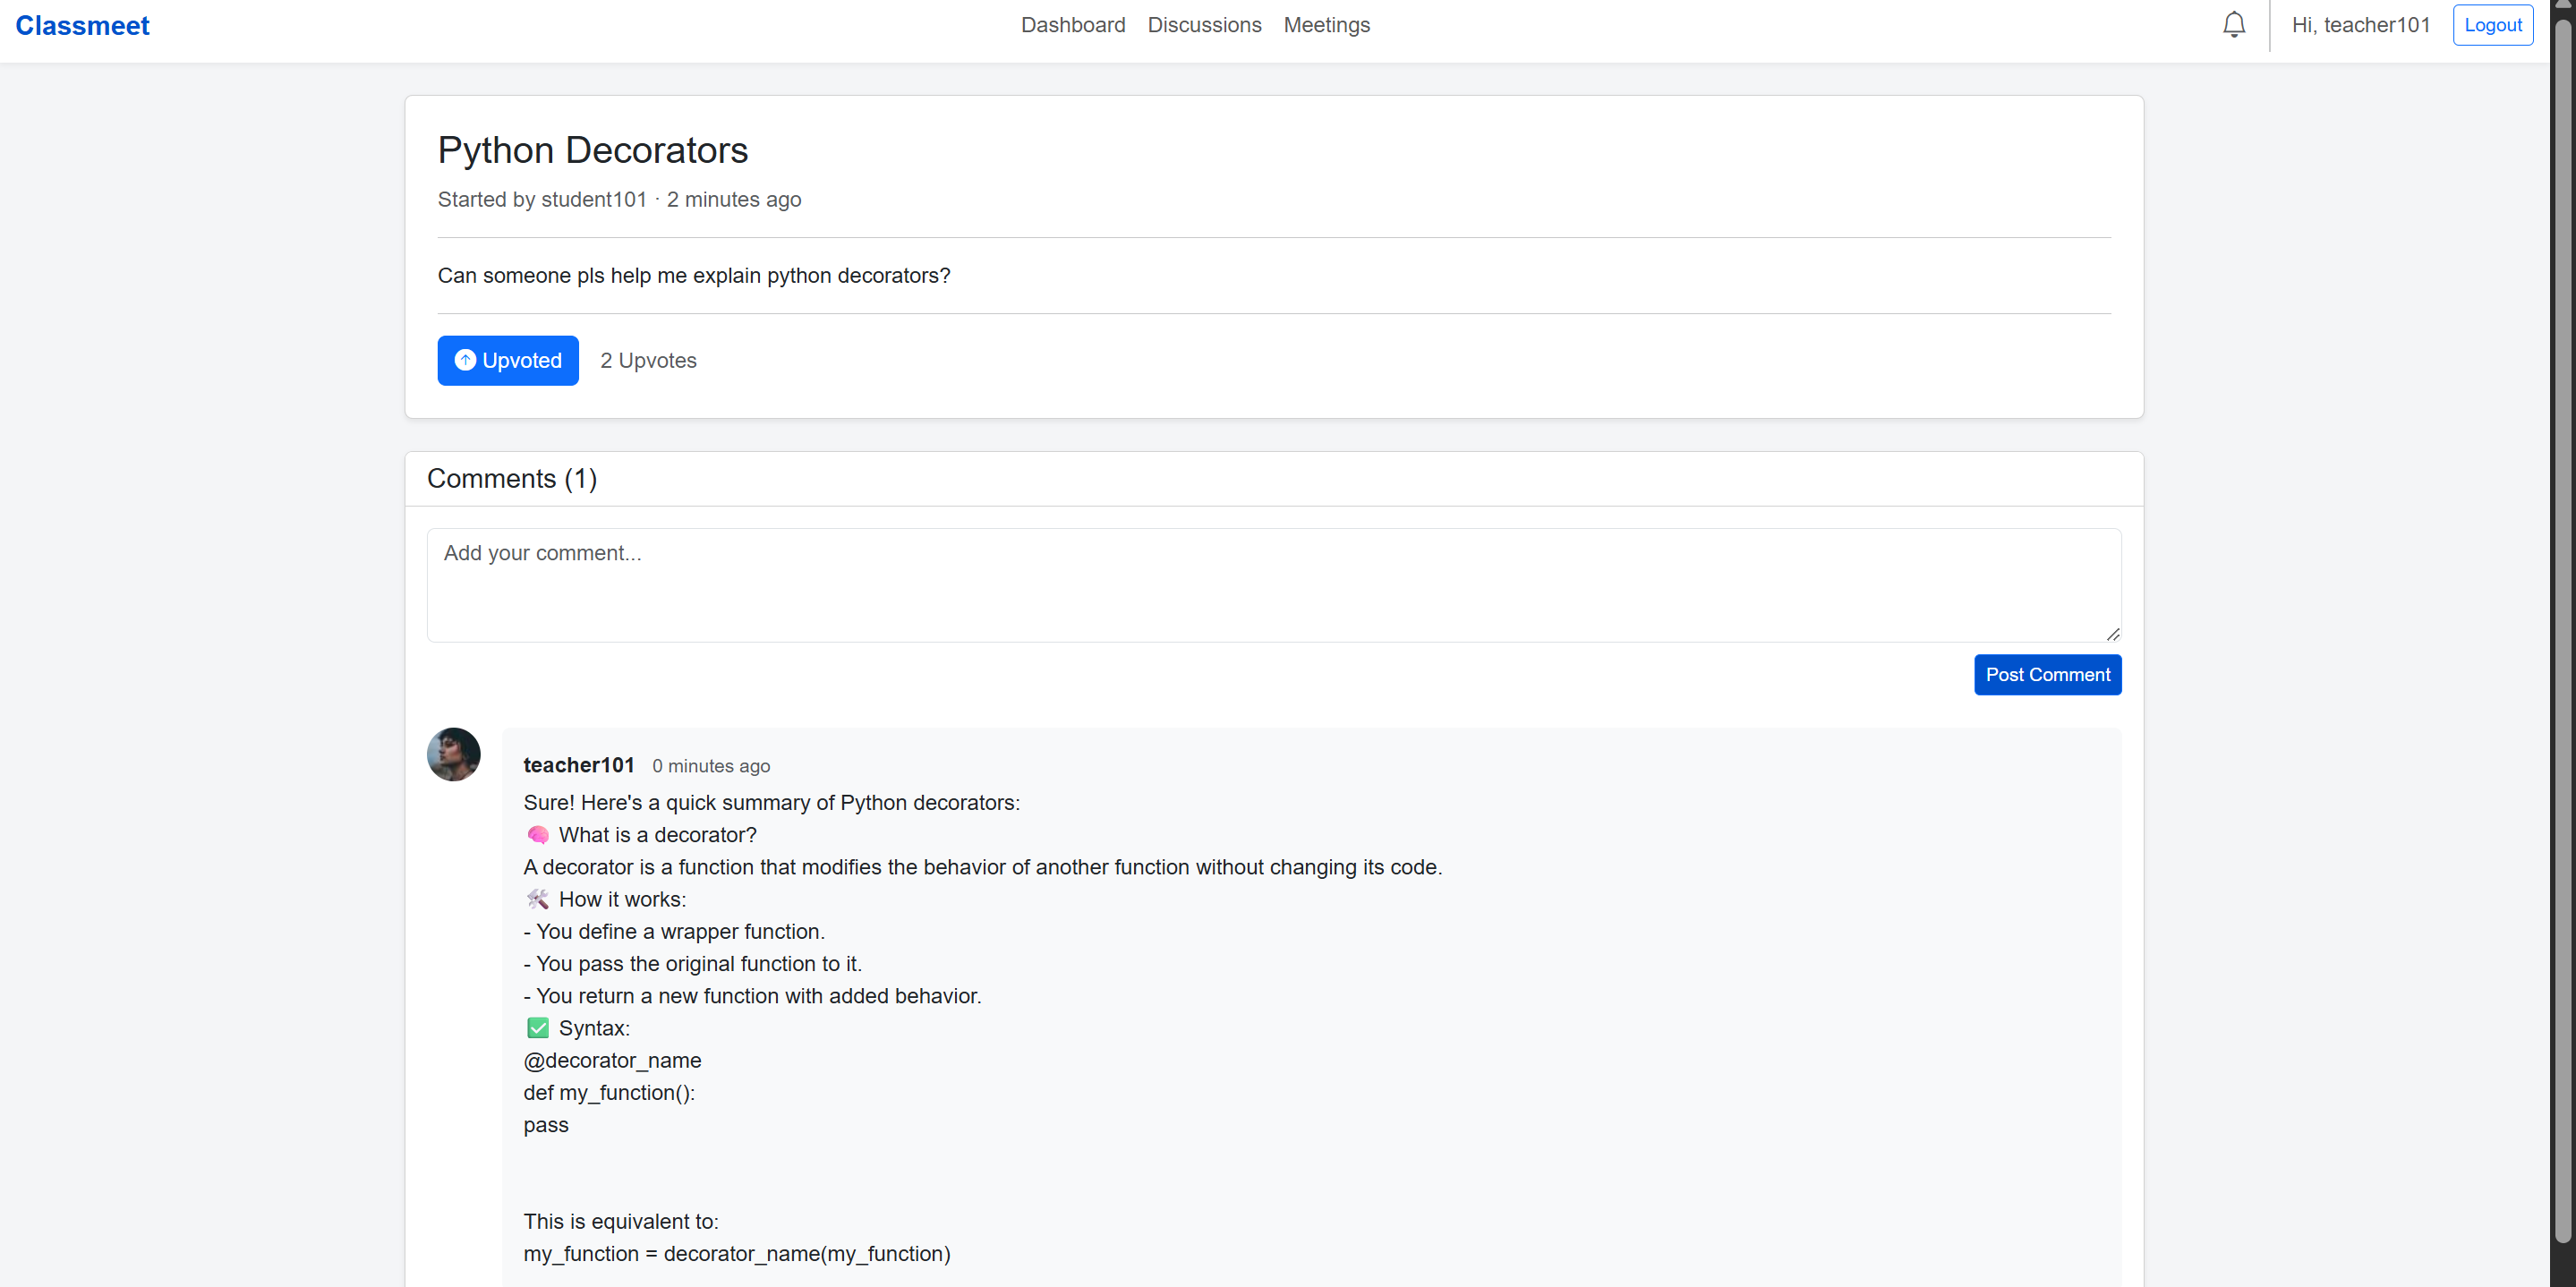 Classmeet
Dashboard Discussions Meetings
Hi, teacher101 Logout
Python Decorators
Started by student101 · 2 minutes ago
Can someone pls help me explain python decorators?
Upvoted 2 Upvotes
Comments (1)
Add your comment...
Post Comment
teacher101 0 minutes ago
Sure! Here's a quick summary of Python decorators:
🧠 What is a decorator?
A decorator is a function that modifies the behavior of another function without changing its code.
🛠️ How it works:
- You define a wrapper function.
- You pass the original function to it.
- You return a new function with added behavior.
✅ Syntax:
@decorator_name
def my_function():
pass
This is equivalent to:
my_function = decorator_name(my_function)